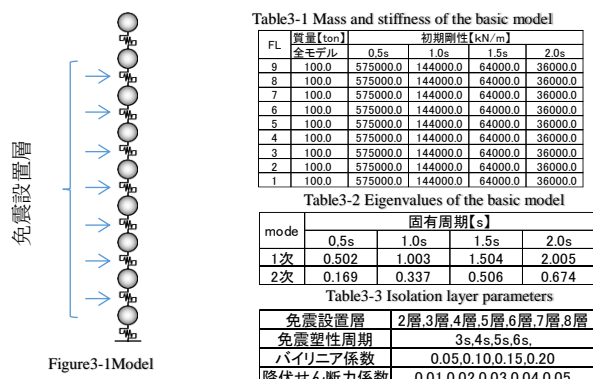 免震設置層
Figure3-1Model
Table3-1 Mass and stiffness of the basic model
FL 質量【ton】 初期剛性【kN/m】
全モデル 0,5s 1.0s 1.5s 2.0s
9 100.0 575000.0 144000.0 64000.0 36000.0
8 100.0 575000.0 144000.0 64000.0 36000.0
7 100.0 575000.0 144000.0 64000.0 36000.0
6 100.0 575000.0 144000.0 64000.0 36000.0
5 100.0 575000.0 144000.0 64000.0 36000.0
4 100.0 575000.0 144000.0 64000.0 36000.0
3 100.0 575000.0 144000.0 64000.0 36000.0
2 100.0 575000.0 144000.0 64000.0 36000.0
1 100.0 575000.0 144000.0 64000.0 36000.0
Table3-2 Eigenvalues of the basic model
mode 固有周期【s】
0,5s 1.0s 1.5s 2.0s
1次 0.502 1.003 1.504 2.005
2次 0.169 0.337 0.506 0.674
Table3-3 Isolation layer parameters
免震設置層 2層,3層,4層,5層,6層,7層,8層
免震塑性周期 3s,4s,5s,6s,
バイリニア係数 0.05,0.10,0.15,0.20
降伏せん断力係数 0.01,0.02,0.03,0.04,0.05